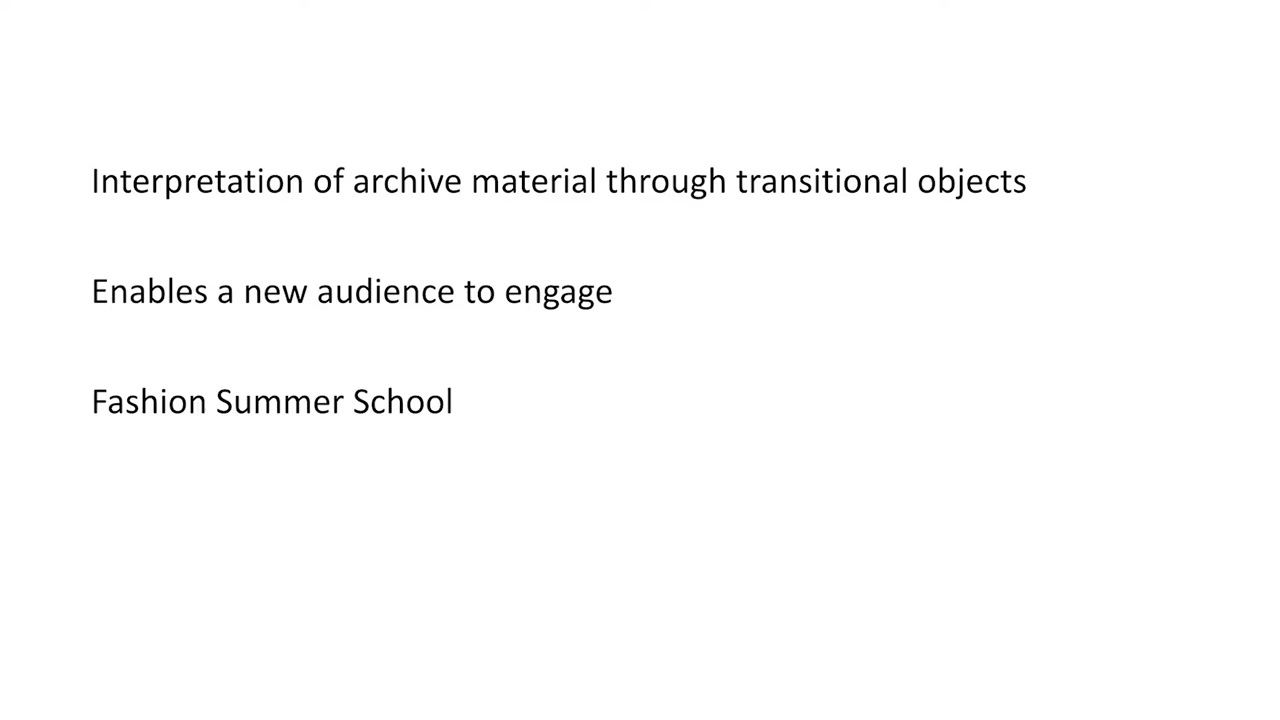 Interpretation of archive material through transitional objects
Enables a new audience to engage
Fashion Summer School